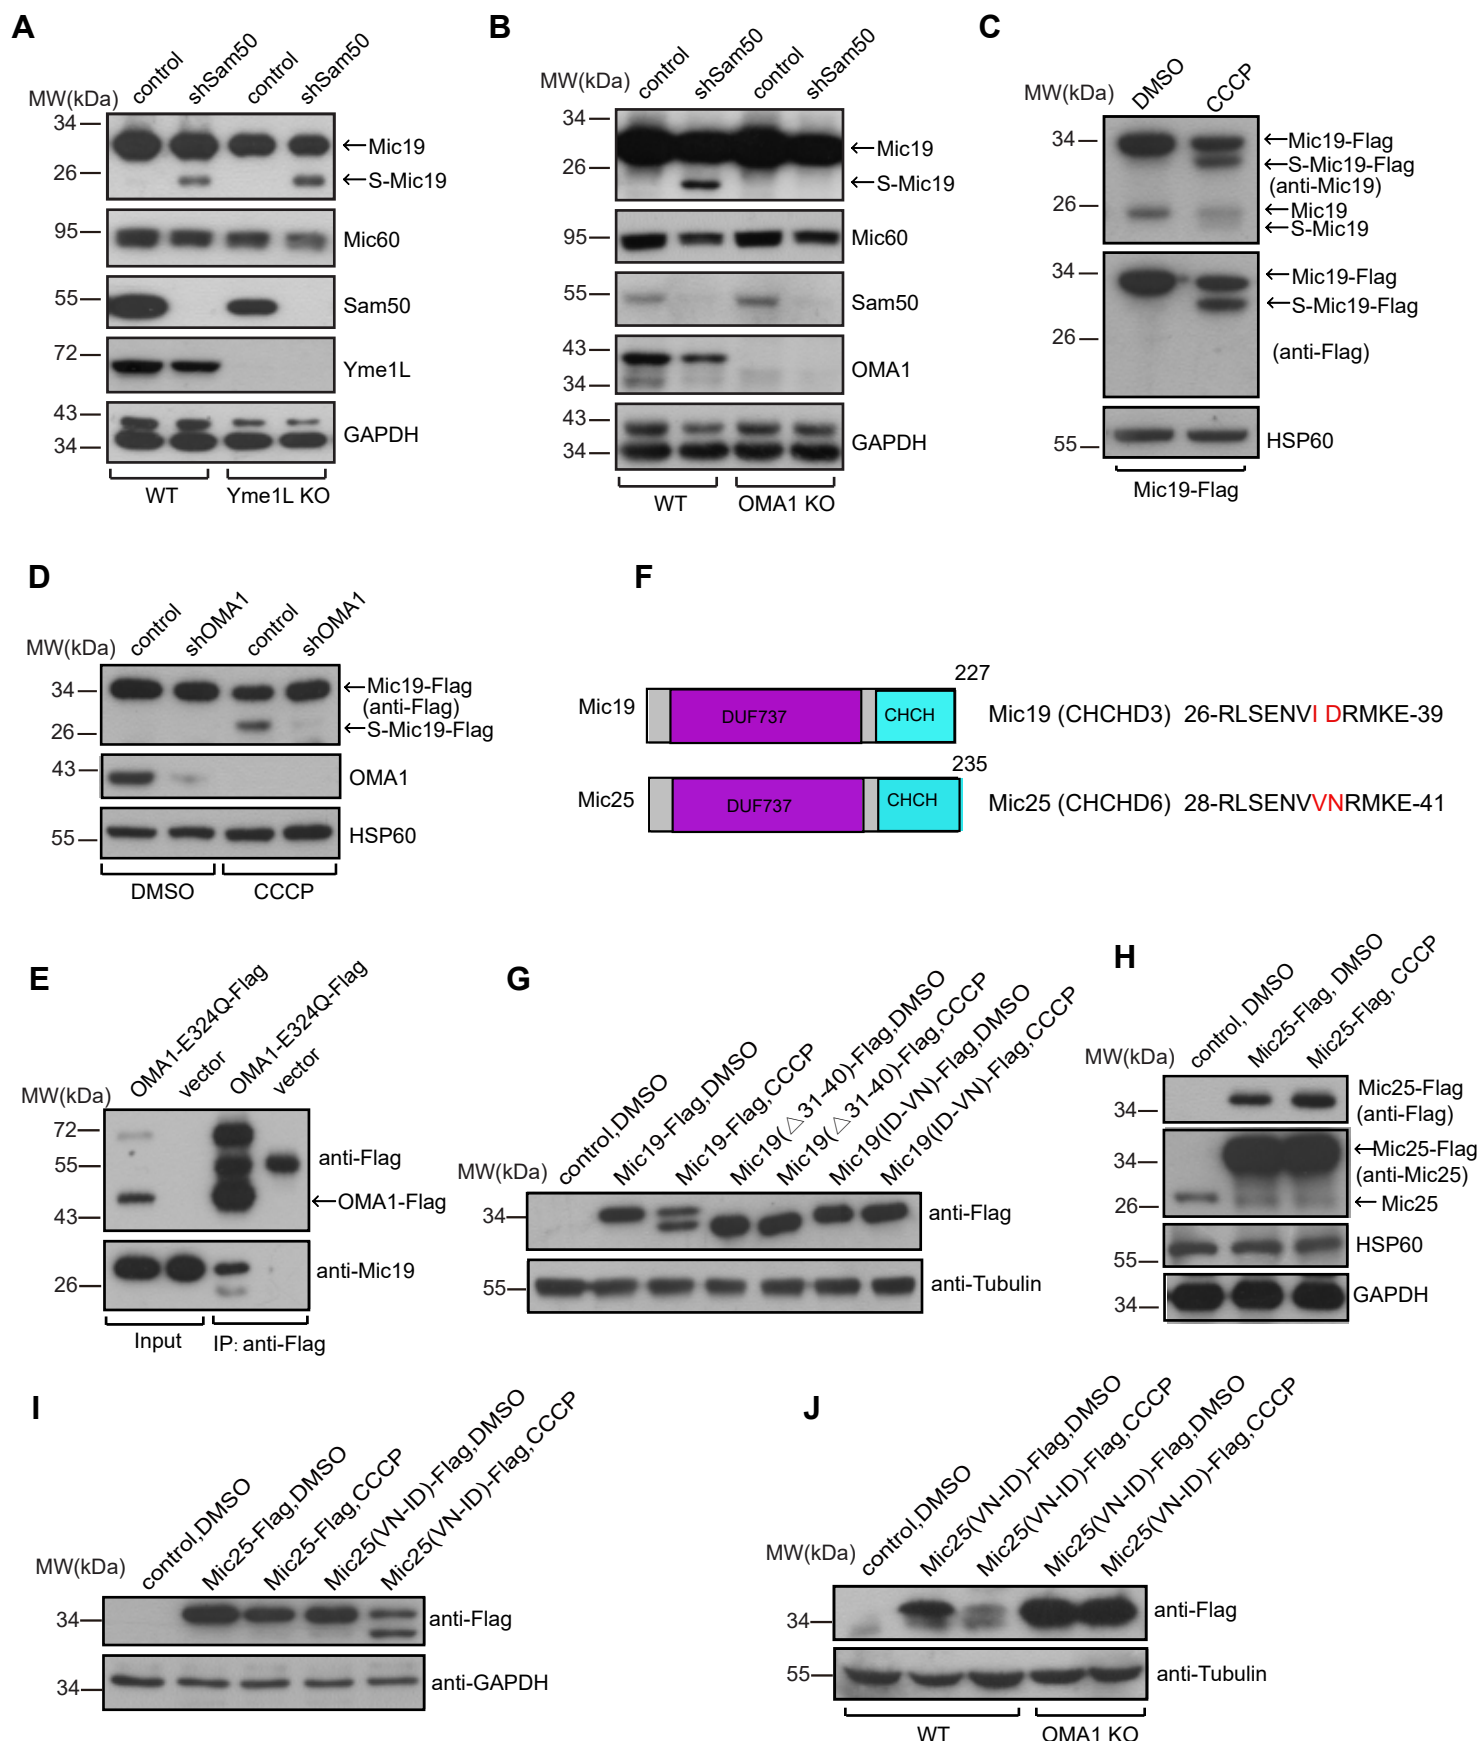 A
MW(kDa)
control
shSam50
control
shSam50
34
26
←Mic19
←S-Mic19
95
Mic60
55
Sam50
72
Yme1L
43
34
GAPDH
WT
Yme1L KO
B
MW(kDa)
control
shSam50
control
shSam50
34
26
←Mic19
←S-Mic19
95
Mic60
55
Sam50
43
34
OMA1
43
34
GAPDH
WT
OMA1 KO
C
MW(kDa)
DMSO
CCCP
34
26
←Mic19-Flag
←S-Mic19-Flag
(anti-Mic19)
←Mic19
←S-Mic19
34
26
←Mic19-Flag
←S-Mic19-Flag
(anti-Flag)
55
HSP60
Mic19-Flag
D
MW(kDa)
control
shOMA1
control
shOMA1
34
26
←Mic19-Flag
(anti-Flag)
←S-Mic19-Flag
43
OMA1
55
HSP60
DMSO
CCCP
F
227
Mic19
DUF737
CHCH
Mic19 (CHCHD3) 26-RLSENVI DRMKE-39
235
Mic25
DUF737
CHCH
Mic25 (CHCHD6) 28-RLSENVVNRMKE-41
E
MW(kDa)
OMA1-E324Q-Flag
vector
OMA1-E324Q-Flag
vector
72
55
43
anti-Flag
←OMA1-Flag
26
anti-Mic19
Input
IP: anti-Flag
G
MW(kDa)
control,DMSO
Mic19-Flag,DMSO
Mic19-Flag,CCCP
Mic19(△31-40)-Flag,DMSO
Mic19(△31-40)-Flag,CCCP
Mic19(ID-VN)-Flag,DMSO
Mic19(ID-VN)-Flag,CCCP
34
anti-Flag
55
anti-Tubulin
H
MW(kDa)
control, DMSO
Mic25-Flag, DMSO
Mic25-Flag, CCCP
34
Mic25-Flag
(anti-Flag)
34
26
←Mic25-Flag
(anti-Mic25)
← Mic25
55
HSP60
34
GAPDH
I
MW(kDa)
control,DMSO
Mic25-Flag,DMSO
Mic25-Flag,CCCP
Mic25(VN-ID)-Flag,DMSO
Mic25(VN-ID)-Flag,CCCP
34
anti-Flag
34
anti-GAPDH
J
MW(kDa)
control,DMSO
Mic25(VN-ID)-Flag,DMSO
Mic25(VN-ID)-Flag,CCCP
Mic25(VN-ID)-Flag,DMSO
Mic25(VN-ID)-Flag,CCCP
34
anti-Flag
55
anti-Tubulin
WT
OMA1 KO